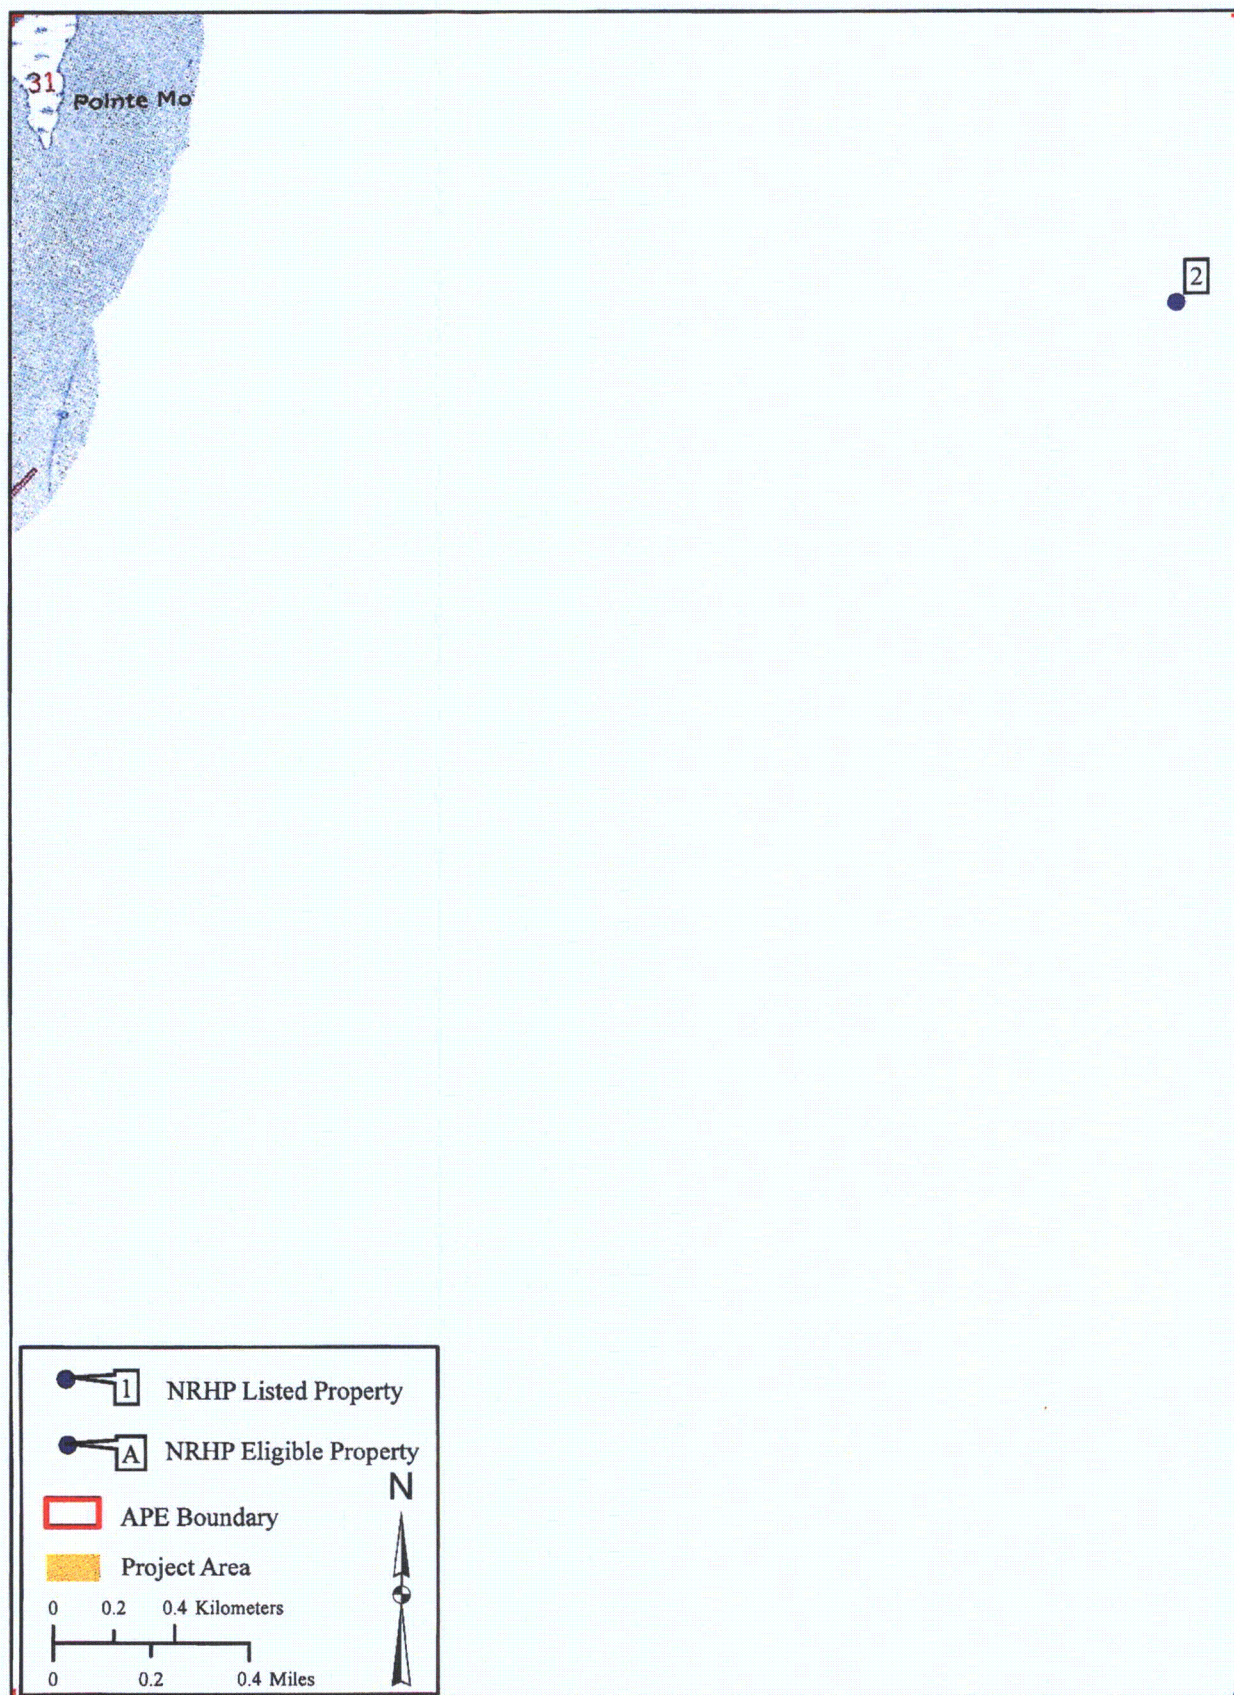 31
Pointe Mo
2
1 NRHP Listed Property
A NRHP Eligible Property
N
APE Boundary
Project Area
0 0.2 0.4 Kilometers
0 0.2 0.4 Miles